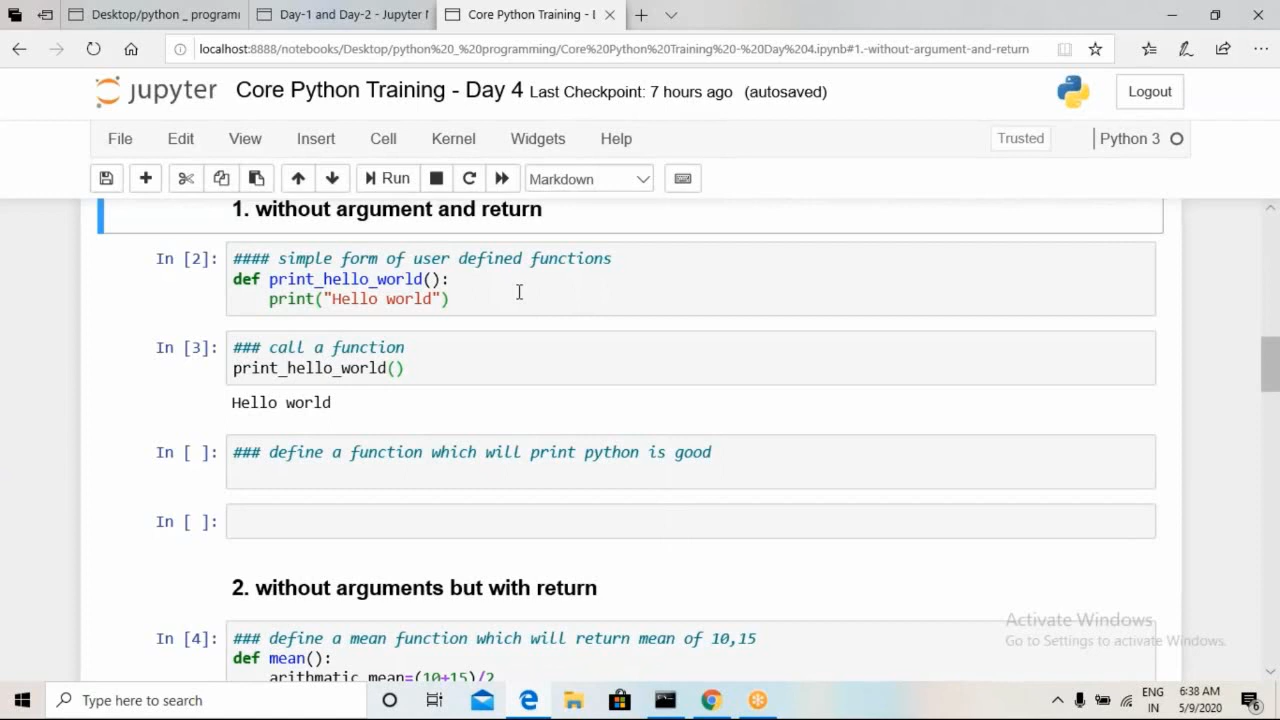 Desktop/python _ programi
Day-1 and Day-2 - Jupyter N
Core Python Training - D
localhost:8888/notebooks/Desktop/python%20_%20programming/Core%20Python%20Training%20-%20Day%204.ipynb#1.-without-argument-and-return
jupyter Core Python Training - Day 4 Last Checkpoint: 7 hours ago (autosaved)
Logout
File Edit View Insert Cell Kernel Widgets Help
Trusted
Python 3
Run
Markdown
1. without argument and return
In [2]: #### simple form of user defined functions
def print_hello_world():
print("Hello world")
In [3]: ### call a function
print_hello_world()
Hello world
In [ ]: ### define a function which will print python is good
In [ ]:
2. without arguments but with return
In [4]: ### define a mean function which will return mean of 10,15
def mean():
arithmatic_mean=(10+15)/2
Activate Windows
Go to Settings to activate Windows.
Type here to search
ENG
IN
6:38 AM
5/9/2020
6